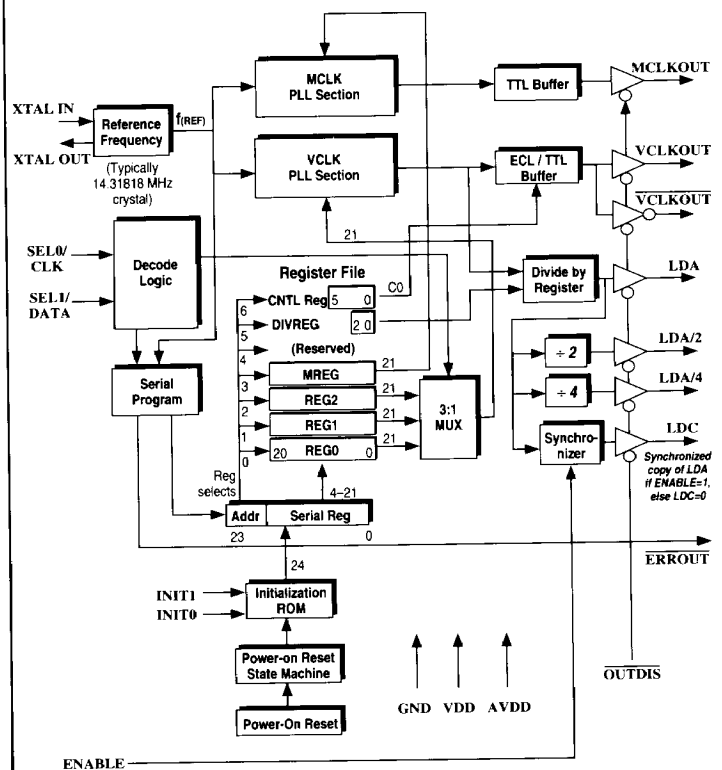 MCLK
PLL Section
TTL Buffer
MCLKOUT
XTAL IN
XTAL OUT
Reference
Frequency
f(REF)
(Typically
14.31818 MHz
crystal)
VCLK
PLL Section
ECL / TTL
Buffer
VCLKOUT
VCLKOUT
21
SEL0/
CLK
SEL1/
DATA
Decode
Logic
Register File
CNTL Reg 5 0
C0
Divide by
Register
LDA
6
DIVREG 2 0
5
(Reserved)
÷ 2
LDA/2
4
MREG
21
3
REG2
21
÷ 4
LDA/4
2
REG1
21
1
20 REG0 0
21
0
3:1
MUX
Serial
Program
Synchro-
nizer
LDC
Synchronized
copy of LDA
if ENABLE=1,
else LDC=0
Reg
selects
4–21
Addr
Serial Reg
23
0
ERROUT
24
INIT1
INIT0
Initialization
ROM
Power-on Reset
State Machine
Power-On Reset
GND VDD AVDD
OUTDIS
ENABLE